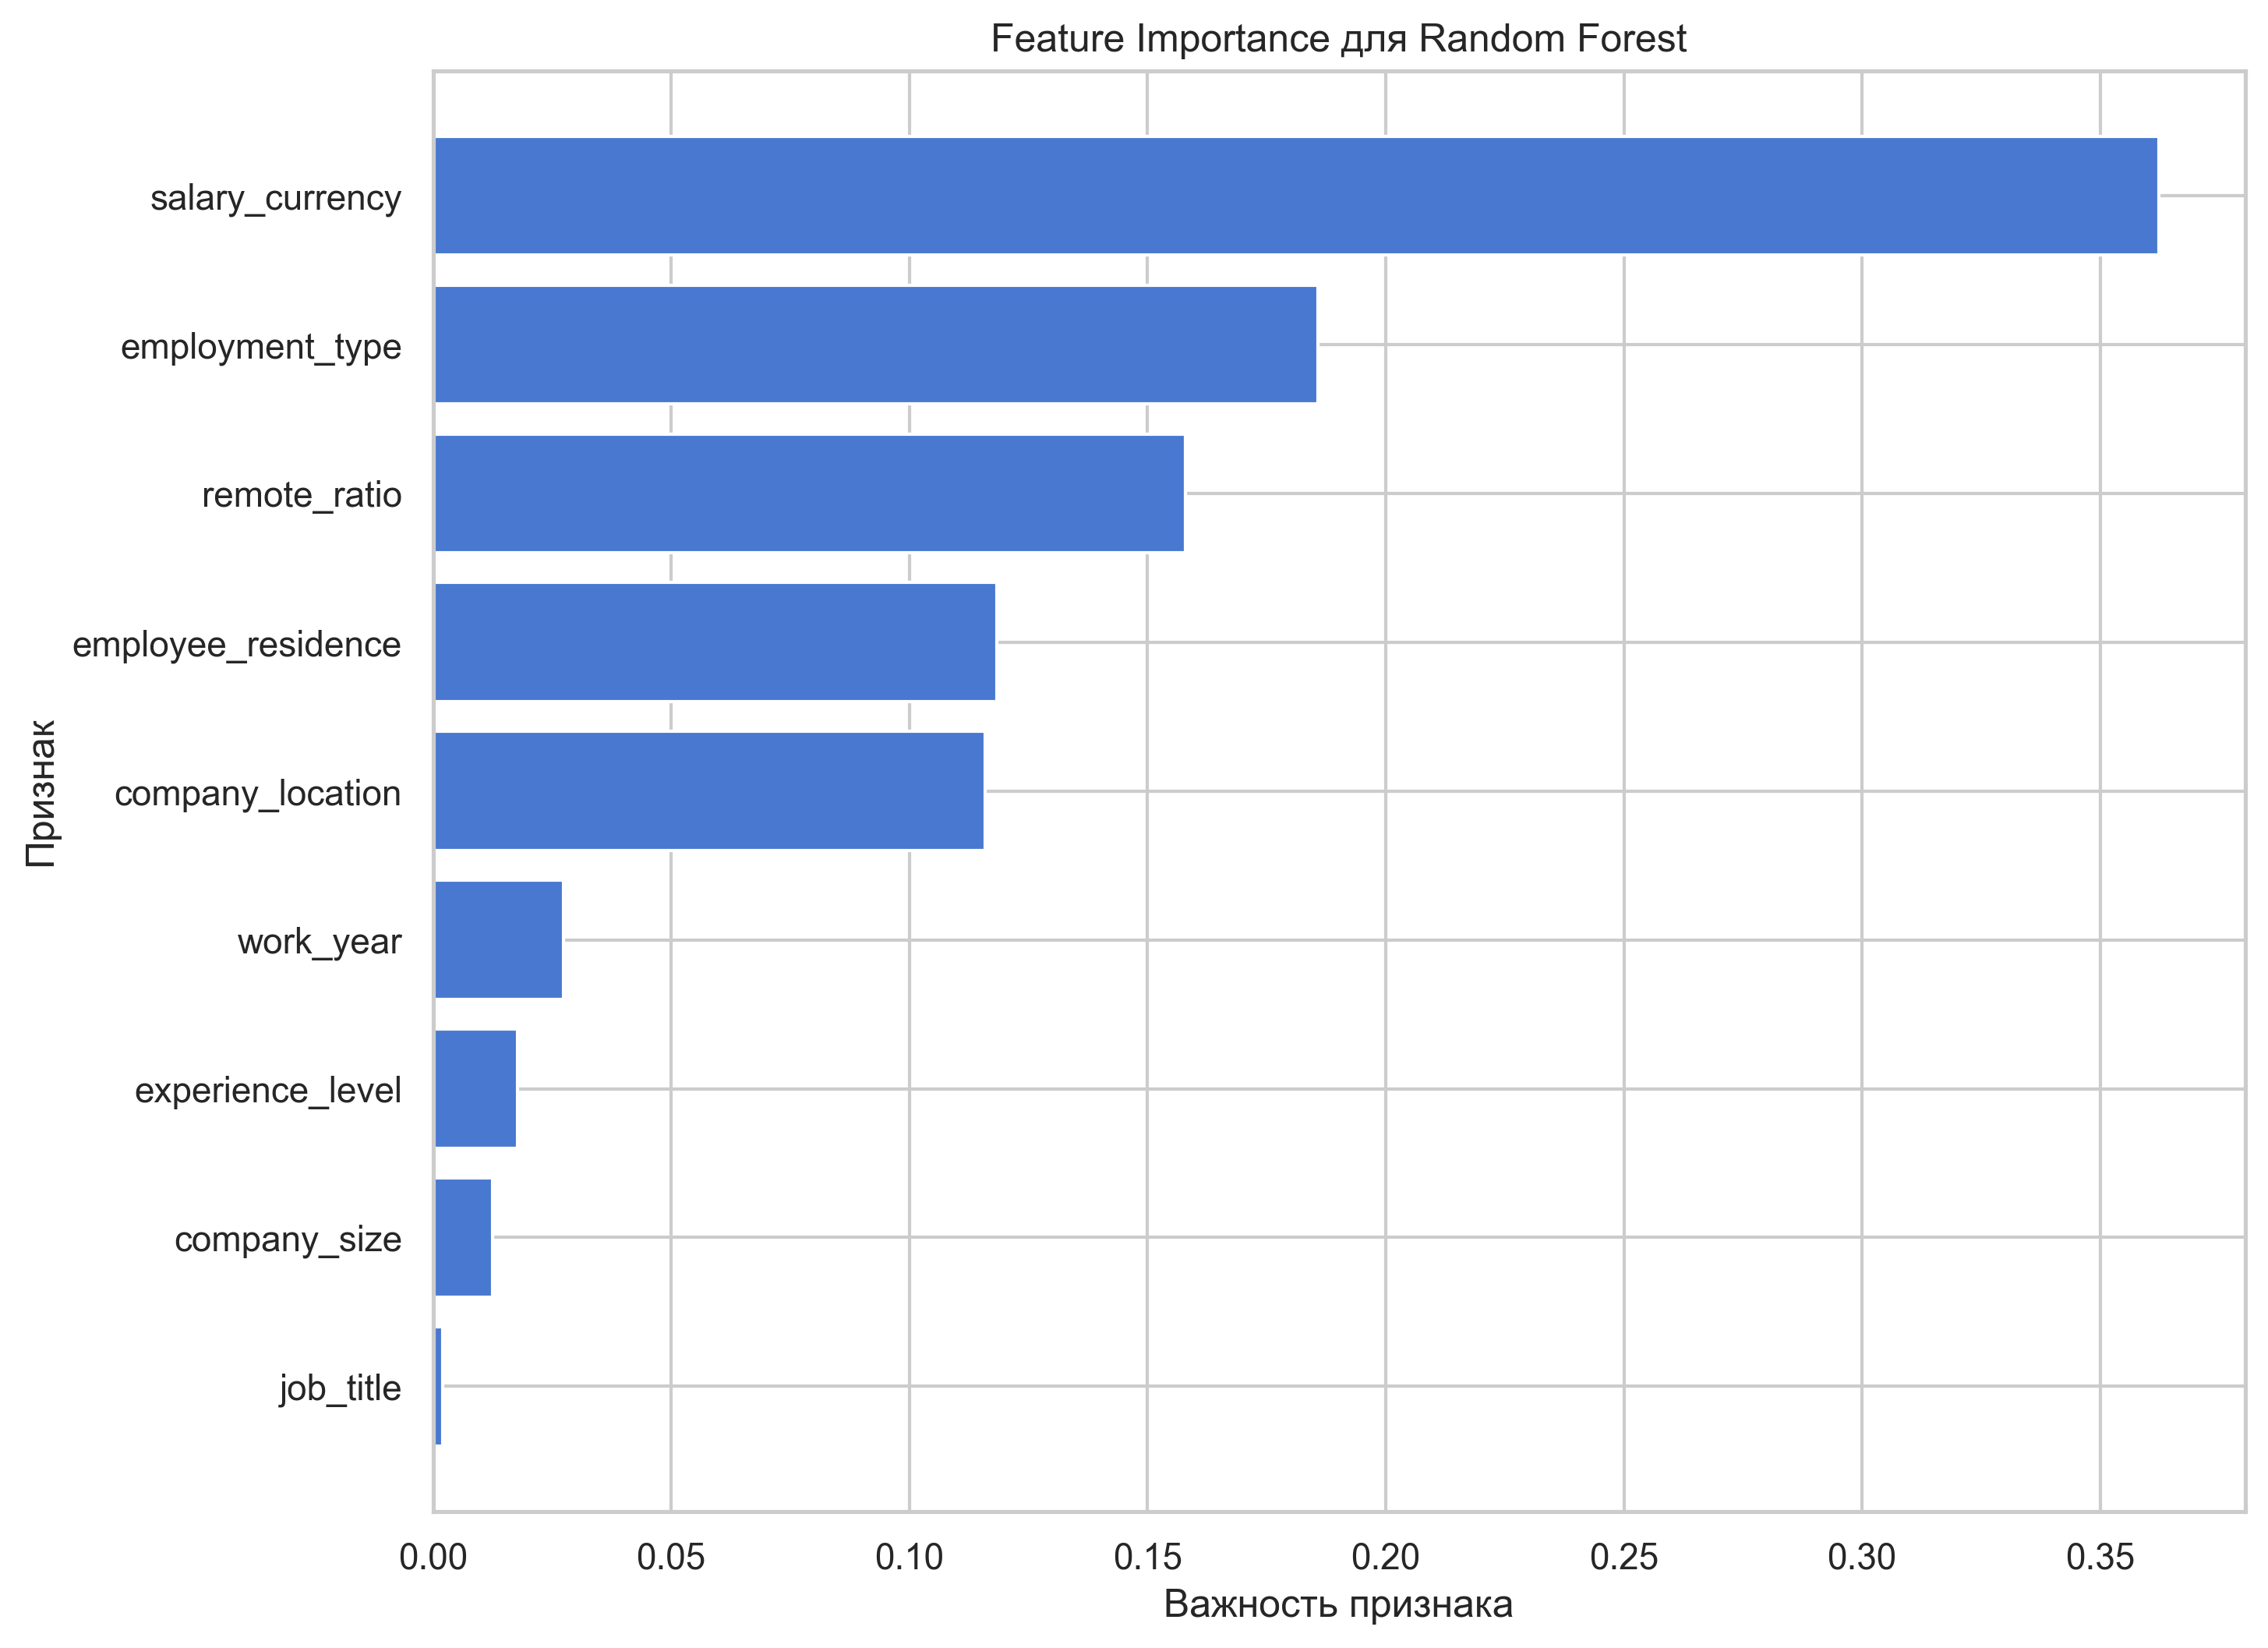 Feature Importance для Random Forest
salary_currency
employment_type
remote_ratio
employee_residence
company_location
work_year
experience_level
company_size
job_title
Признак
0.00 0.05 0.10 0.15 0.20 0.25 0.30 0.35
Важность признака